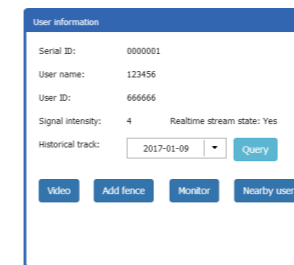 User information
Serial ID: 0000001
User name: 123456
User ID: 666666
Signal intensity: 4 Realtime stream state: Yes
Historical track: 2017-01-09 Query
Video Add fence Monitor Nearby user